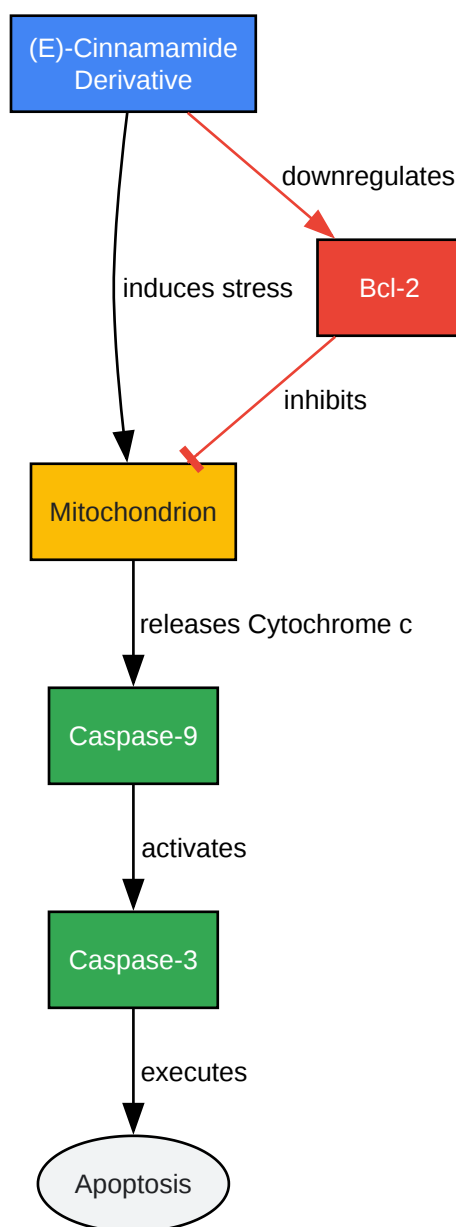 (E)-Cinnamamide
Derivative
downregulates
induces stress
Bcl-2
inhibits
Mitochondrion
releases Cytochrome c
Caspase-9
activates
Caspase-3
executes
Apoptosis